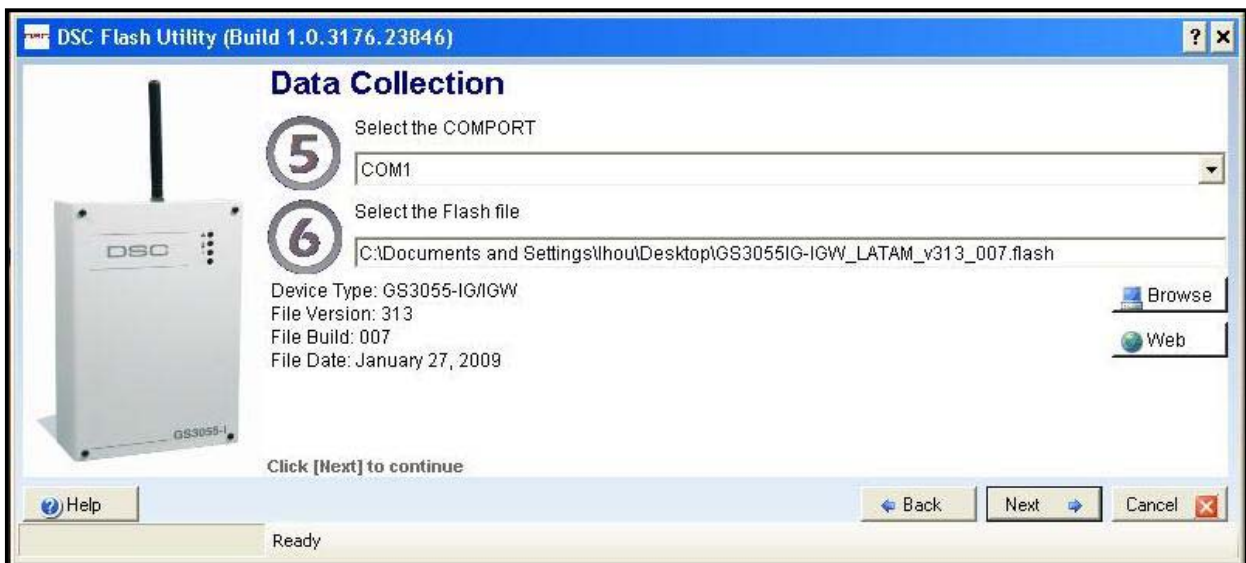 DSC Flash Utility (Build 1.0.3176.23846)
Data Collection
5
Select the COMPORT
COM1
6
Select the Flash file
C:\Documents and Settings\lhou\Desktop\GS3055IG-IGW_LATAM_v313_007.flash
Device Type: GS3055-IG/IGW
File Version: 313
File Build: 007
File Date: January 27, 2009
Browse
Web
DSC
GS3055-I
Click [Next] to continue
Help
Back
Next
Cancel
Ready